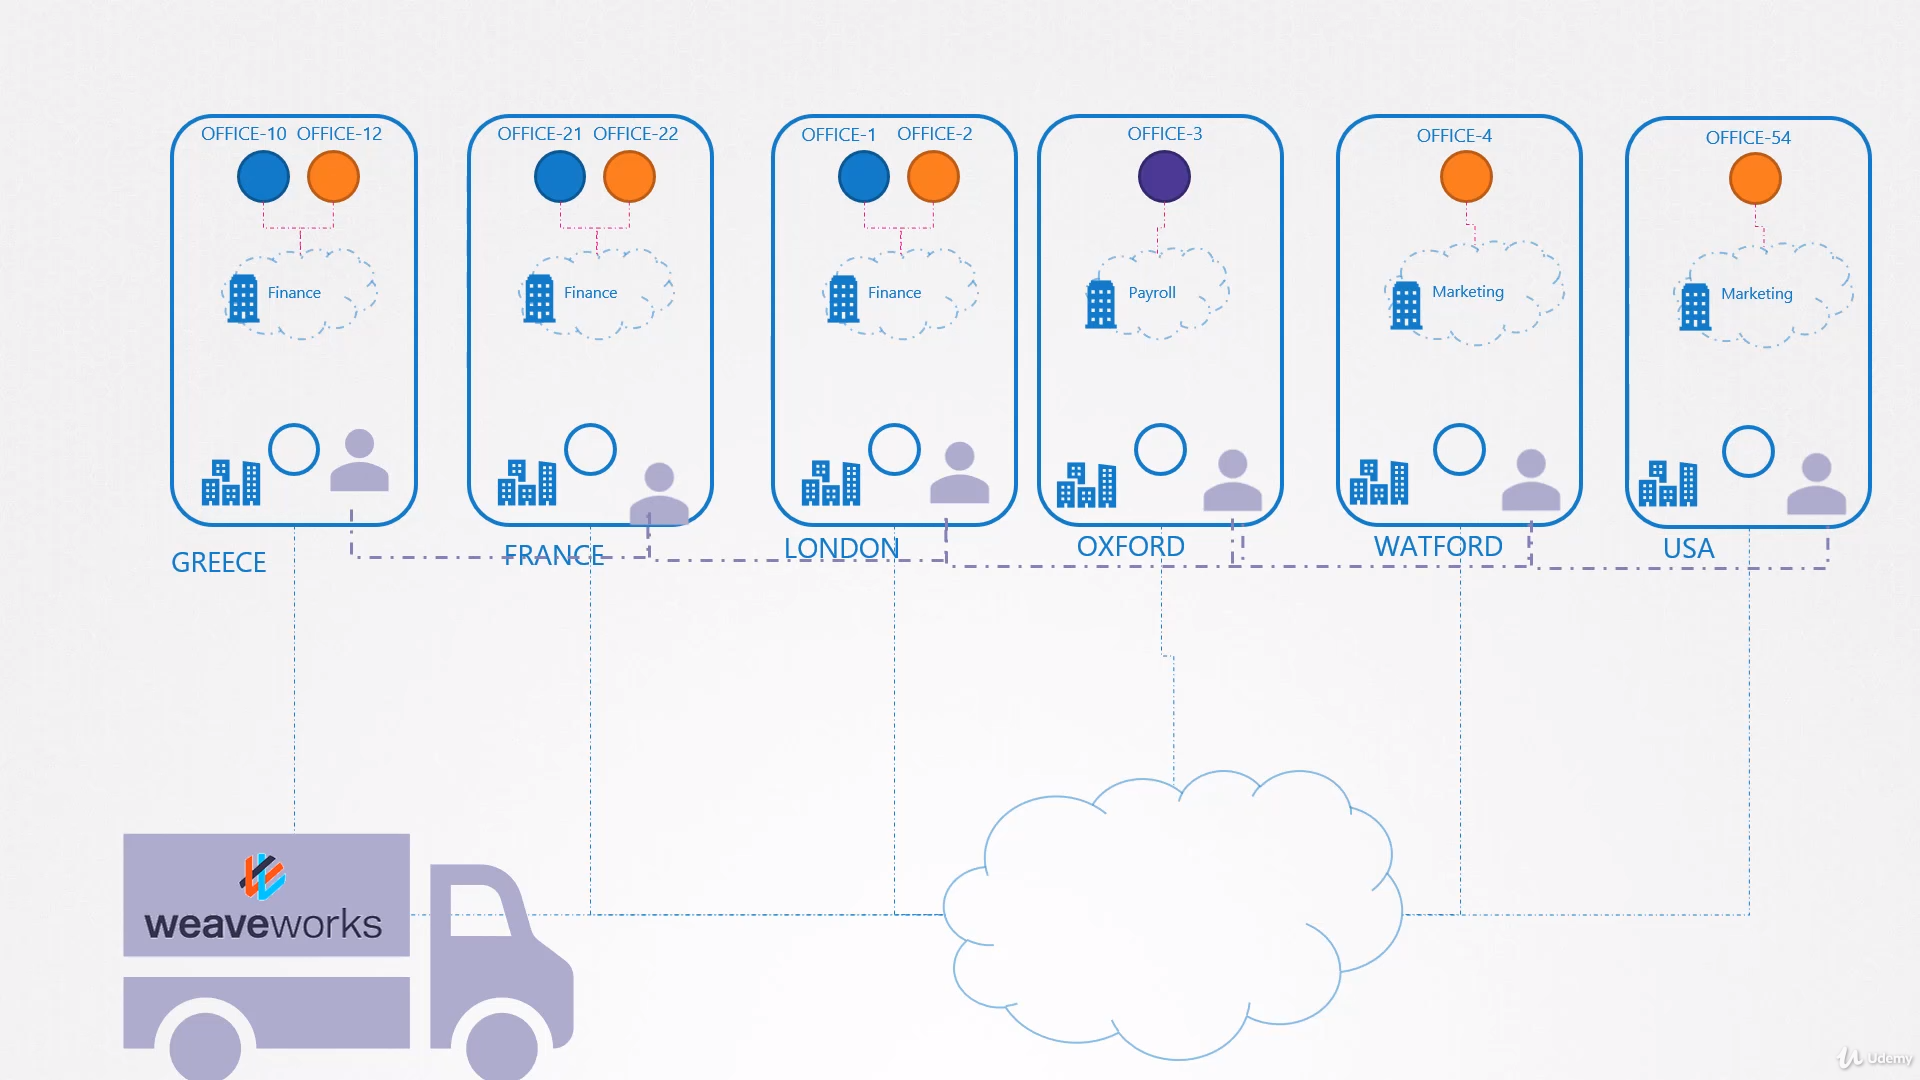 OFFICE-10 OFFICE-12
OFFICE-21 OFFICE-22
OFFICE-1 OFFICE-2
OFFICE-3
OFFICE-4
OFFICE-54
Finance
Finance
Finance
Payroll
Marketing
Marketing
GREECE
FRANCE
LONDON
OXFORD
WATFORD
USA
weaveworks
Udemy